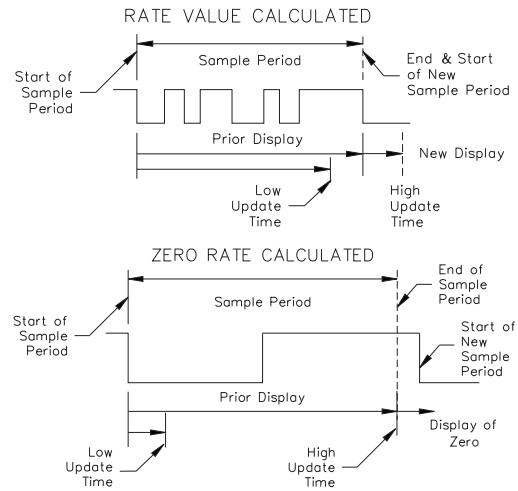 RATE VALUE CALCULATED
Sample Period
Start of
Sample
Period
End & Start
of New
Sample Period
Prior Display
New Display
Low
Update
Time
High
Update
Time
ZERO RATE CALCULATED
Sample Period
End of
Sample
Period
Start of
Sample
Period
Start of
New
Sample
Period
Prior Display
Display of
Zero
Low
Update
Time
High
Update
Time